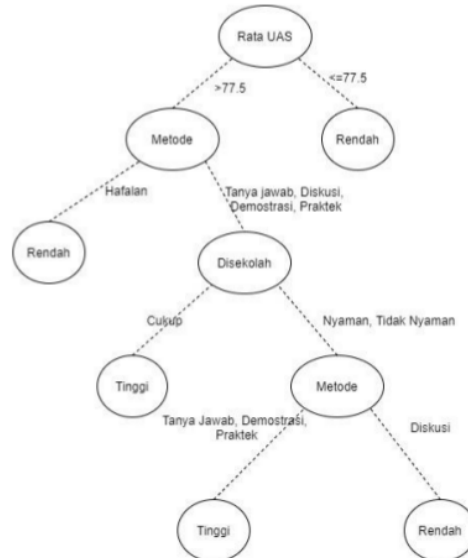 Rata UAS
>77.5
<=77.5
Metode
Rendah
Hafalan
Tanya jawab, Diskusi,
Demostrasi, Praktek
Rendah
Disekolah
Cukup
Nyaman, Tidak Nyaman
Tinggi
Metode
Tanya Jawab, Demostrasi,
Praktek
Diskusi
Tinggi
Rendah